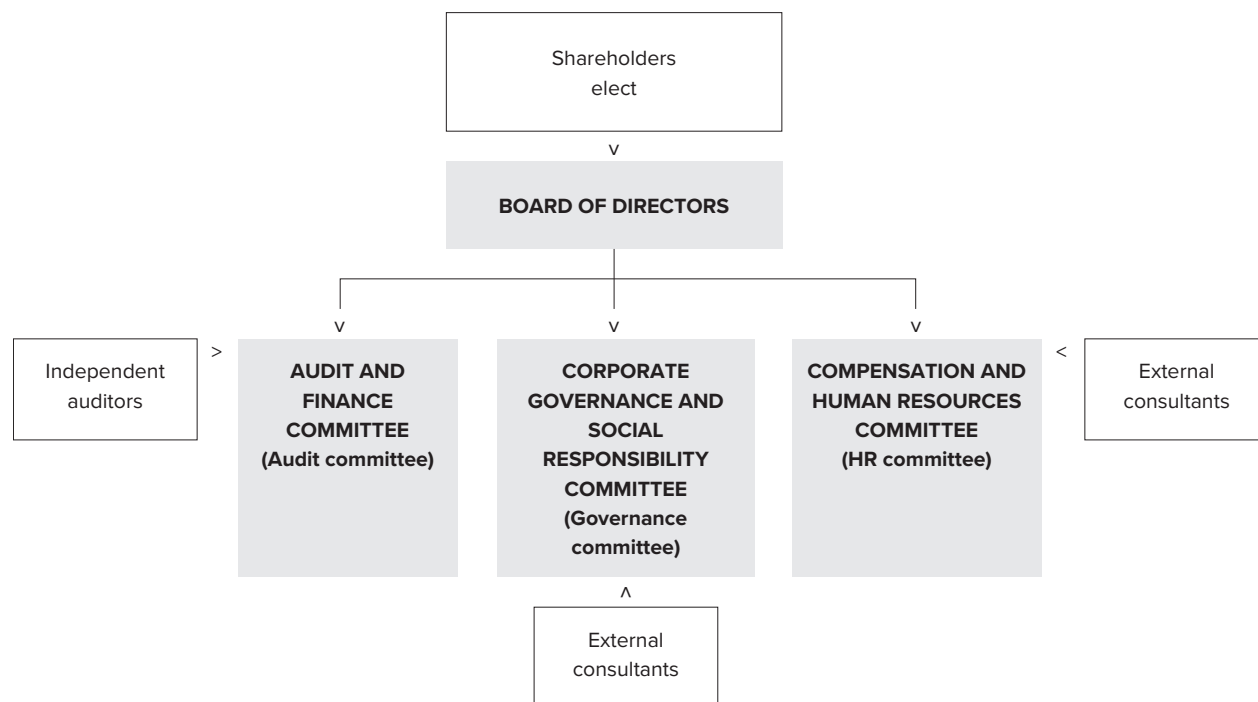 Shareholders
elect
v
BOARD OF DIRECTORS
v
v
v
Independent
auditors
>
AUDIT AND
FINANCE
COMMITTEE
(Audit committee)
CORPORATE
GOVERNANCE AND
SOCIAL
RESPONSIBILITY
COMMITTEE
(Governance
committee)
COMPENSATION AND
HUMAN RESOURCES
COMMITTEE
(HR committee)
<
External
consultants
^
External
consultants